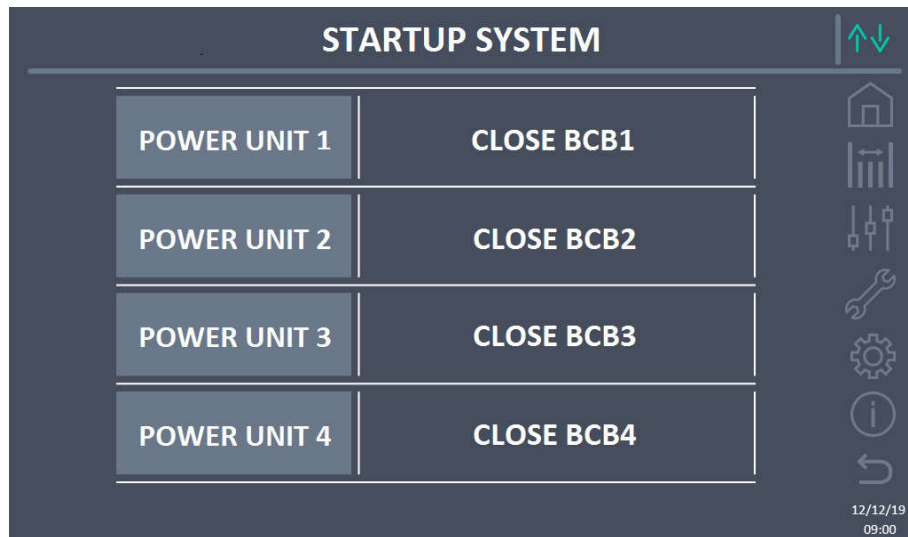 STARTUP SYSTEM
POWER UNIT 1 CLOSE BCB1
POWER UNIT 2 CLOSE BCB2
POWER UNIT 3 CLOSE BCB3
POWER UNIT 4 CLOSE BCB4
12/12/19
09:00